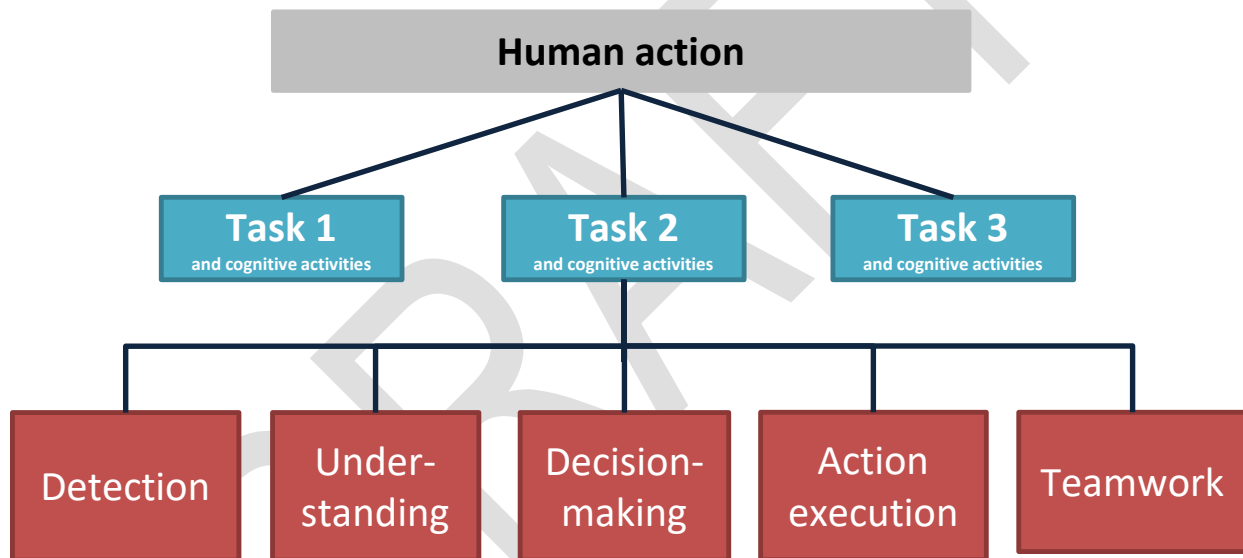 Human action
Task 1
and cognitive activities
Task 2
and cognitive activities
Task 3
and cognitive activities
Detection
Under-
standing
Decision-
making
Action
execution
Teamwork
DRAFT